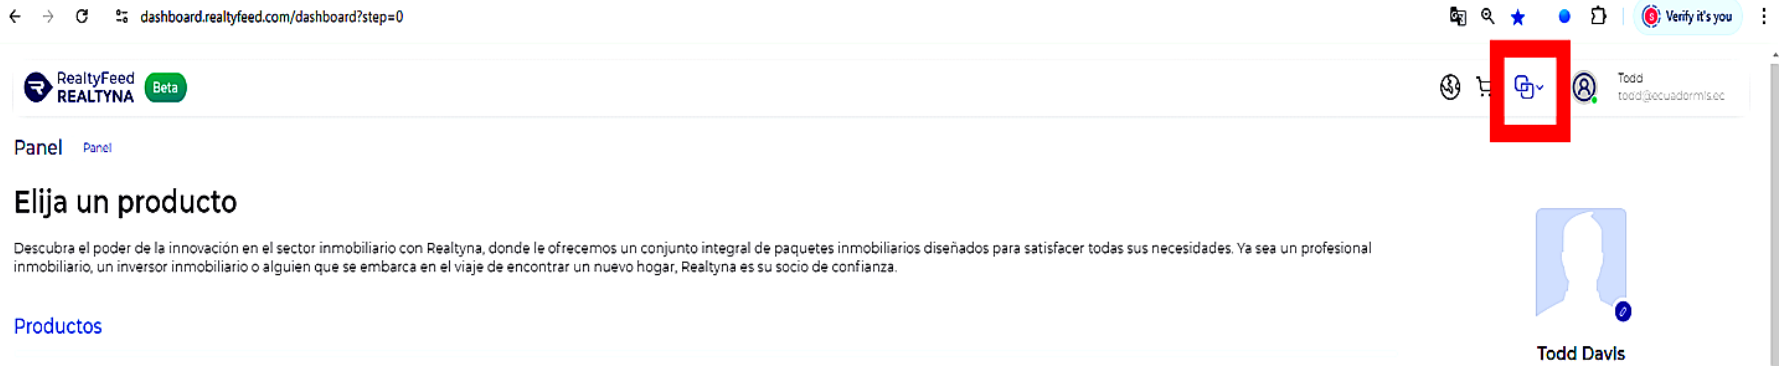 dashboard.realtyfeed.com/dashboard?step=0
Verify it's you
RealtyFeed
REALTYNA
Beta
Todd
todd@ecuadormls.ec
Panel Panel
Elija un producto
Descubra el poder de la innovación en el sector inmobiliario con Realtyna, donde le ofrecemos un conjunto integral de paquetes inmobiliarios diseñados para satisfacer todas sus necesidades. Ya sea un profesional
inmobiliario, un inversor inmobiliario o alguien que se embarca en el viaje de encontrar un nuevo hogar, Realtyna es su socio de confianza.
Productos
Todd Davis